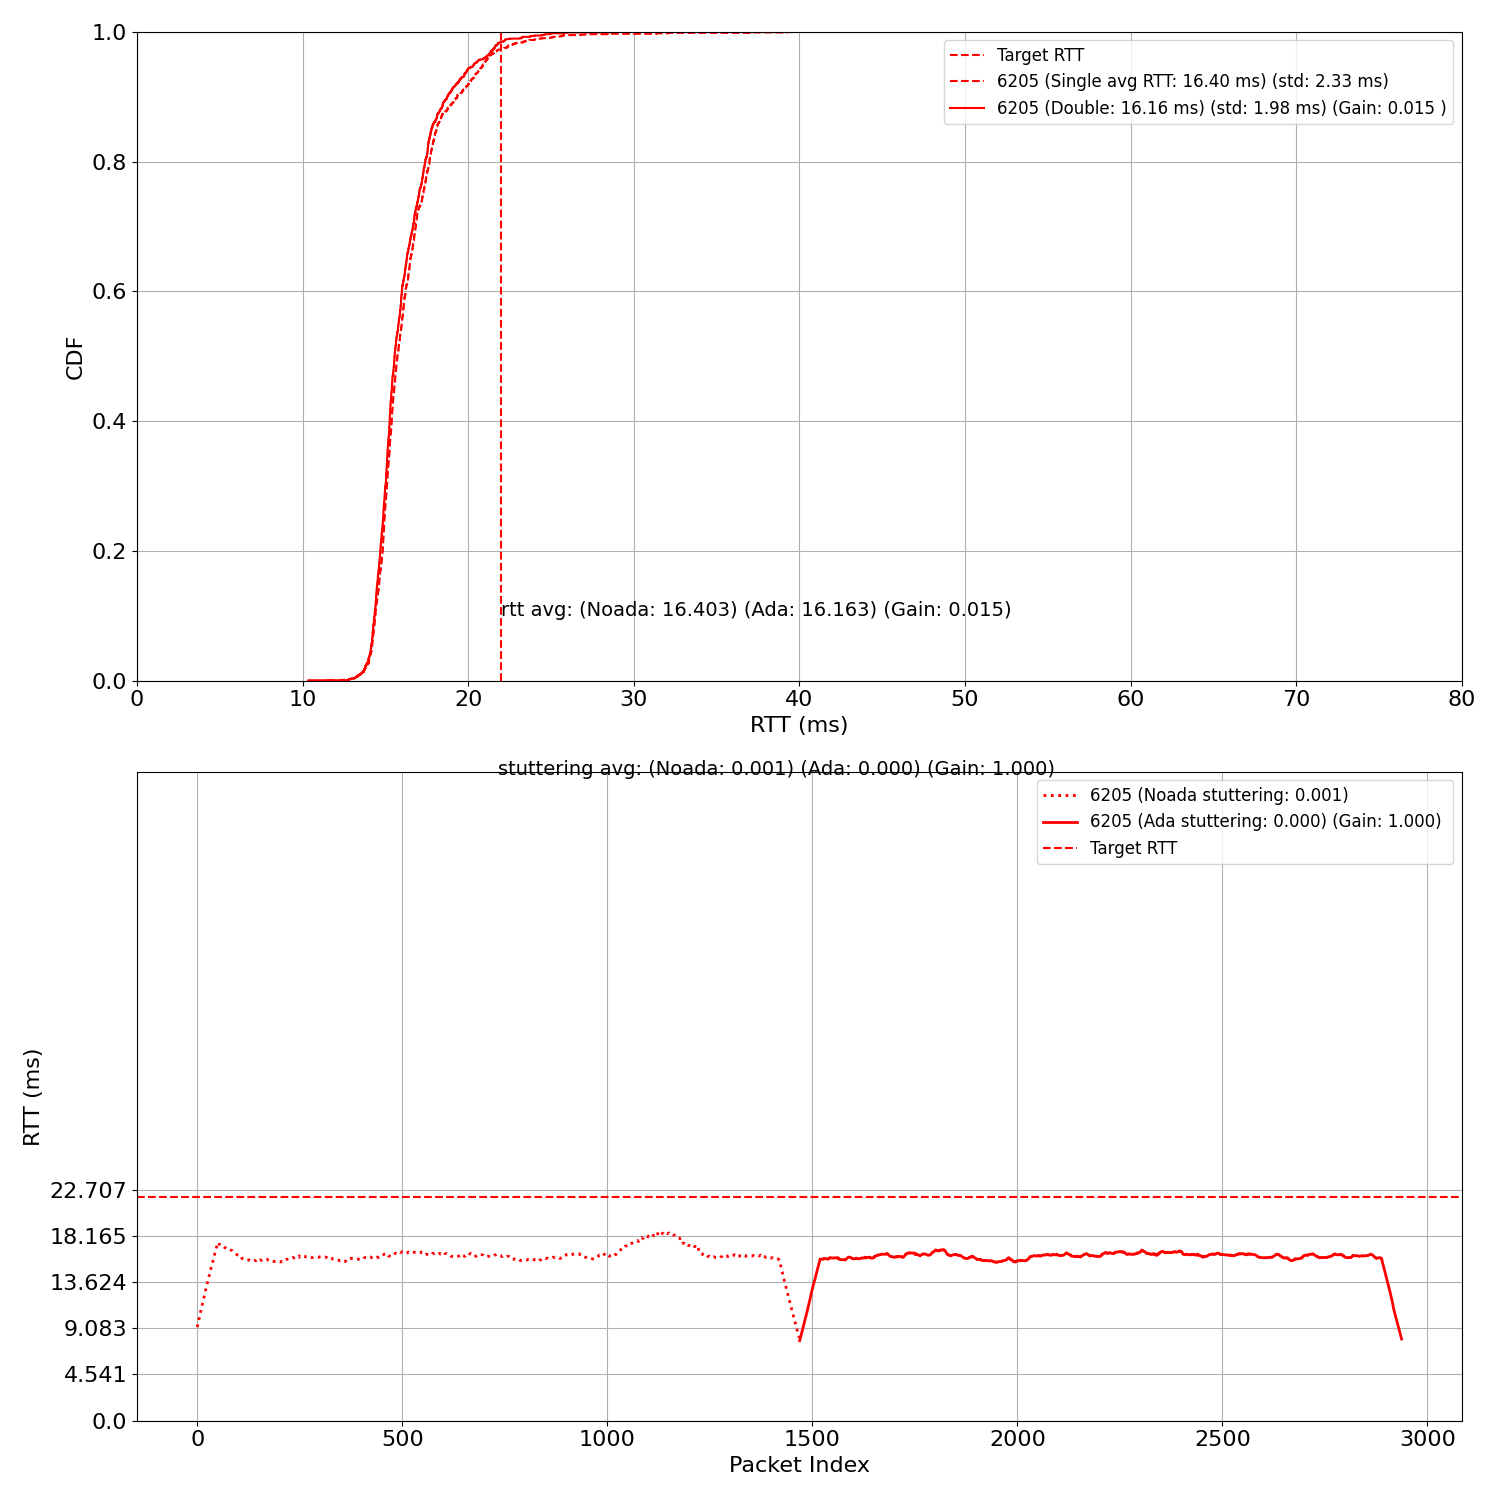 1.0
0.8
0.6
0.4
0.2
0.0
CDF
Target RTT
6205 (Single avg RTT: 16.40 ms) (std: 2.33 ms)
6205 (Double: 16.16 ms) (std: 1.98 ms) (Gain: 0.015 )
rtt avg: (Noada: 16.403) (Ada: 16.163) (Gain: 0.015)
0 10 20 30 40 50 60 70 80
RTT (ms)
stuttering avg: (Noada: 0.001) (Ada: 0.000) (Gain: 1.000)
6205 (Noada stuttering: 0.001)
6205 (Ada stuttering: 0.000) (Gain: 1.000)
Target RTT
RTT (ms)
22.707
18.165
13.624
9.083
4.541
0.0
0 500 1000 1500 2000 2500 3000
Packet Index